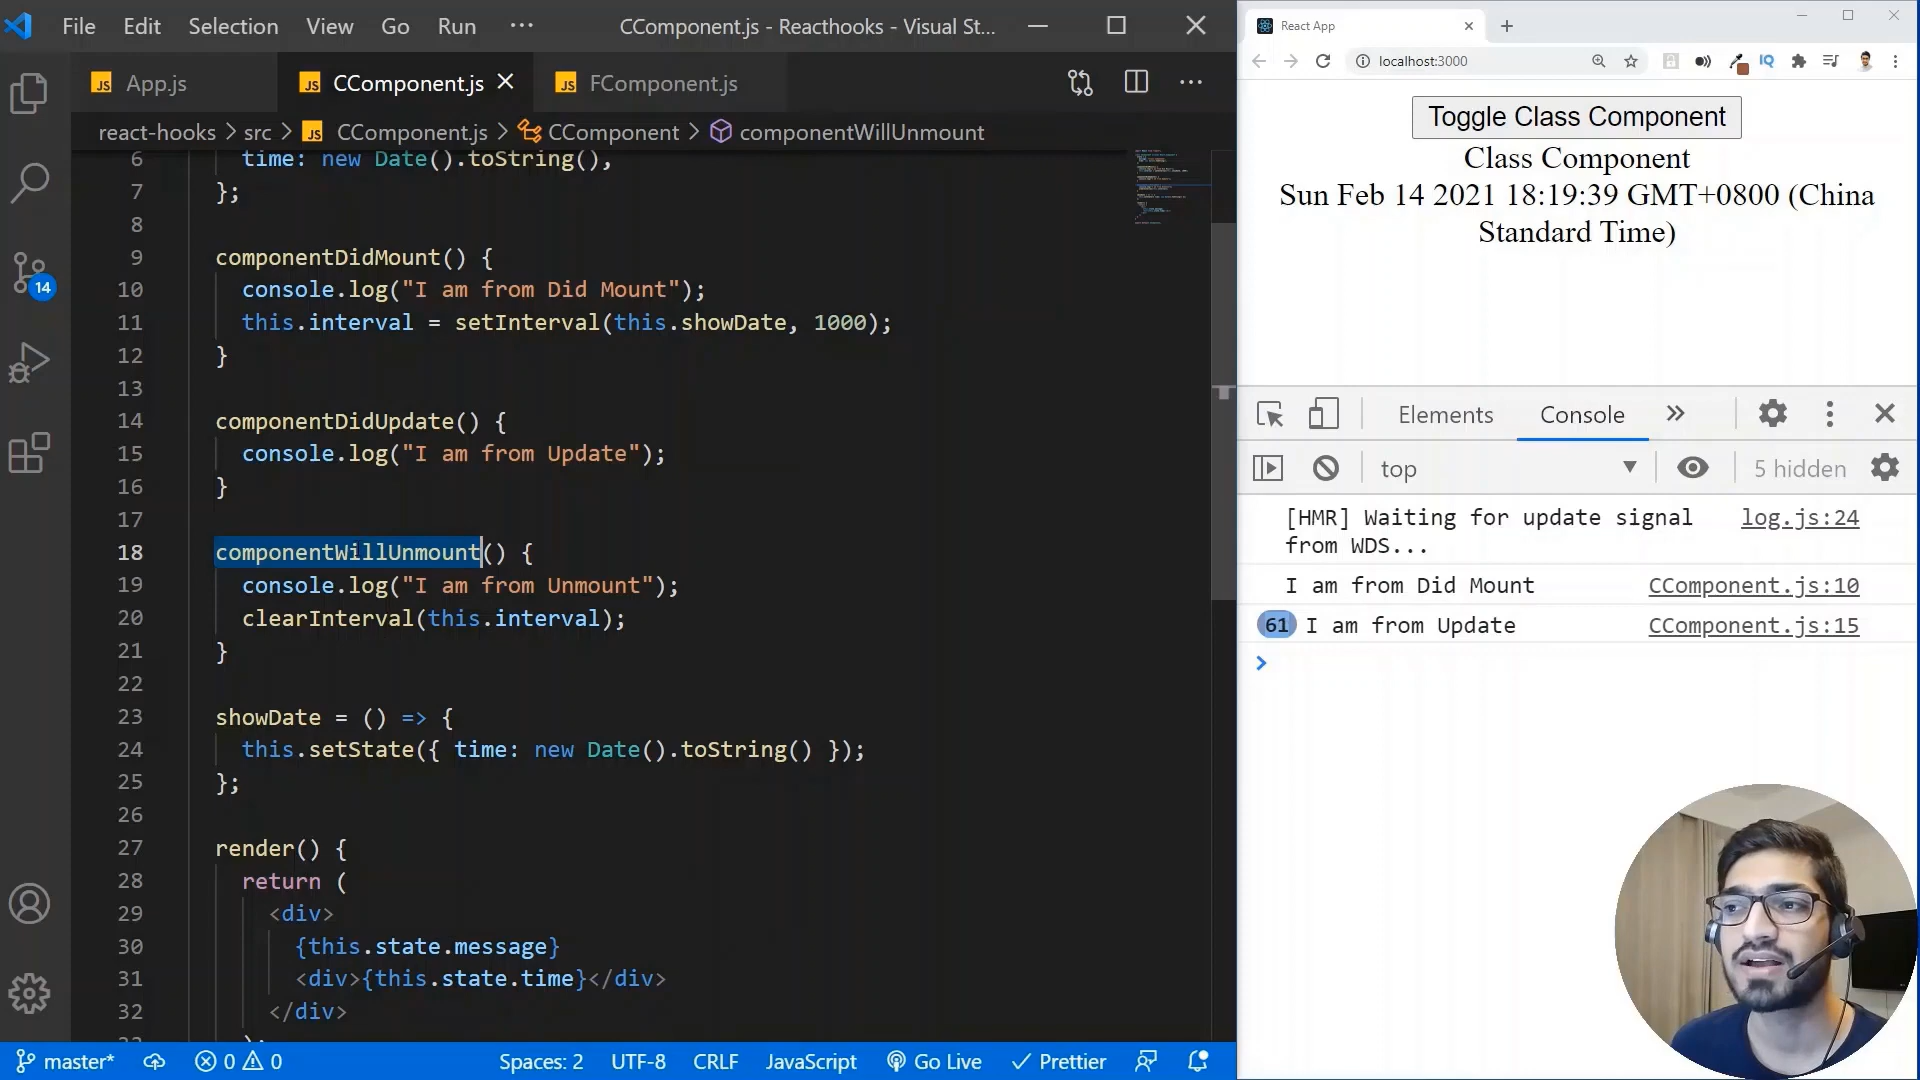 File Edit Selection View Go Run ··· CComponent.js - Reacthooks - Visual St...
JS App.js JS CComponent.js JS FComponent.js
react-hooks > src > JS CComponent.js > CComponent > componentWillUnmount
6 time: new Date().toString(),
7 };
8
9 componentDidMount() {
10 console.log("I am from Did Mount");
11 this.interval = setInterval(this.showDate, 1000);
12 }
13
14 componentDidUpdate() {
15 console.log("I am from Update");
16 }
17
18 componentWillUnmount() {
19 console.log("I am from Unmount");
20 clearInterval(this.interval);
21 }
22
23 showDate = () => {
24 this.setState({ time: new Date().toString() });
25 };
26
27 render() {
28 return (
29 <div>
30 {this.state.message}
31 <div>{this.state.time}</div>
32 </div>
14
master* 0 0 Spaces: 2 UTF-8 CRLF JavaScript Go Live Prettier
React App
localhost:3000 IQ
Toggle Class Component
Class Component
Sun Feb 14 2021 18:19:39 GMT+0800 (China
Standard Time)
Elements Console
top 5 hidden
[HMR] Waiting for update signal log.js:24
from WDS...
I am from Did Mount CComponent.js:10
61 I am from Update CComponent.js:15